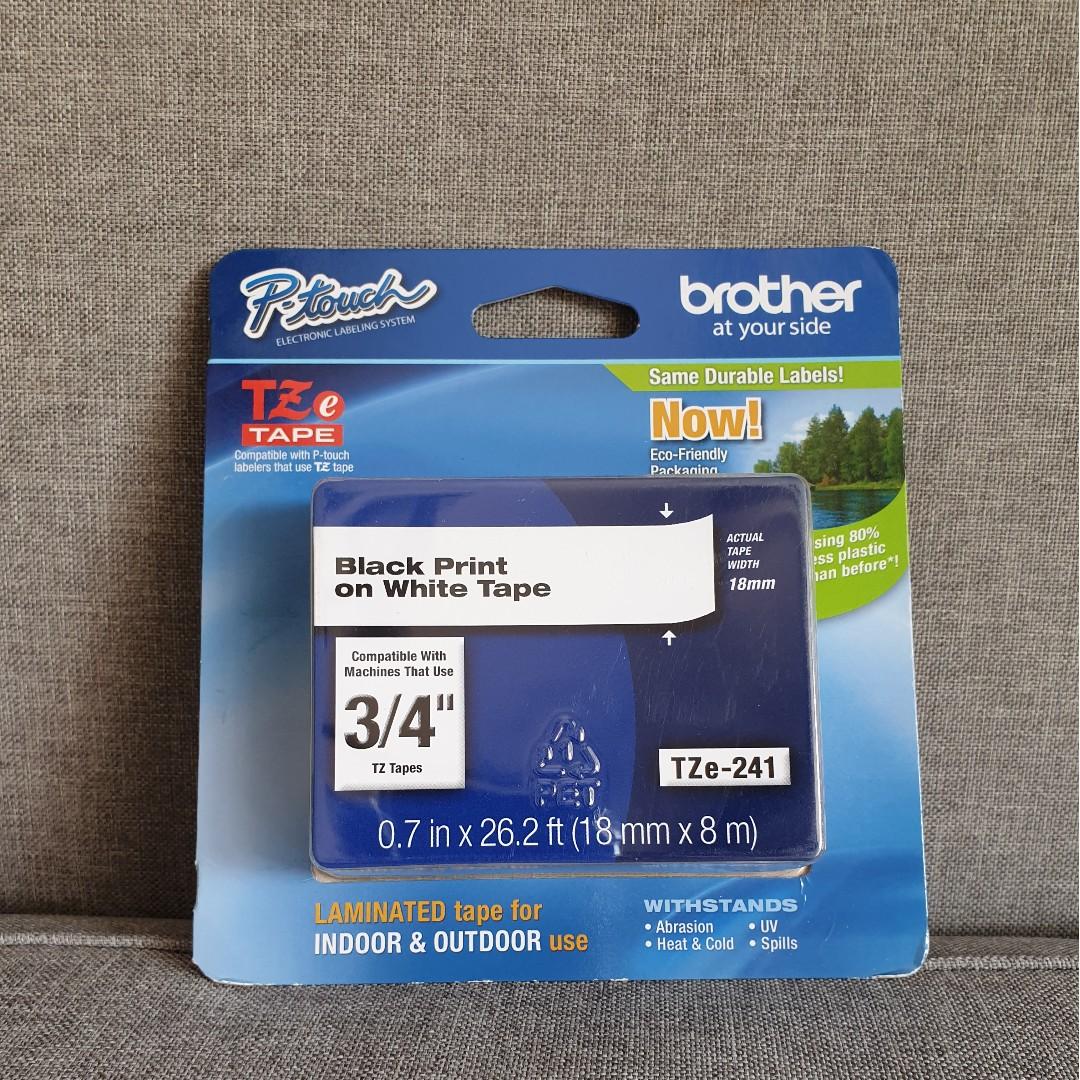 P-touch
ELECTRONIC LABELING SYSTEM
brother
at your side
TZe
TAPE
Compatible with P-touch
labelers that use TZ tape
Same Durable Labels!
Now!
Eco-Friendly
Packaging
80%
plastic
before*!
Black Print
on White Tape
ACTUAL
TAPE
WIDTH
18mm
Compatible With
Machines That Use
3/4"
TZ Tapes
PET
TZe-241
0.7 in x 26.2 ft (18 mm x 8 m)
LAMINATED tape for
INDOOR & OUTDOOR use
WITHSTANDS
• Abrasion • UV
• Heat & Cold • Spills